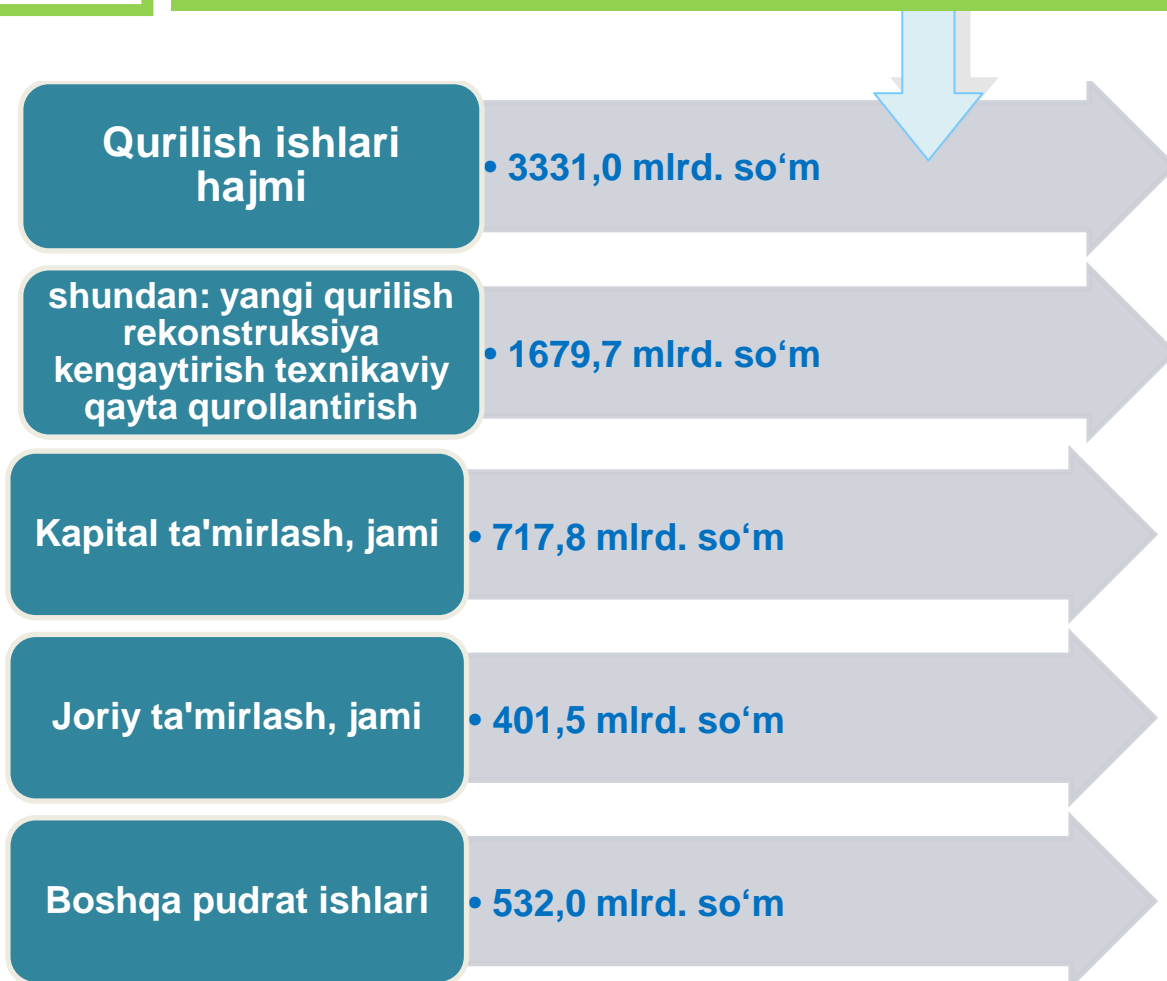 Qurilish ishlari
hajmi
• 3331,0 mlrd. so‘m
shundan: yangi qurilish
rekonstruksiya
kengaytirish texnikaviy
qayta qurollantirish
• 1679,7 mlrd. so‘m
Kapital ta'mirlash, jami
• 717,8 mlrd. so‘m
Joriy ta'mirlash, jami
• 401,5 mlrd. so‘m
Boshqa pudrat ishlari
• 532,0 mlrd. so‘m